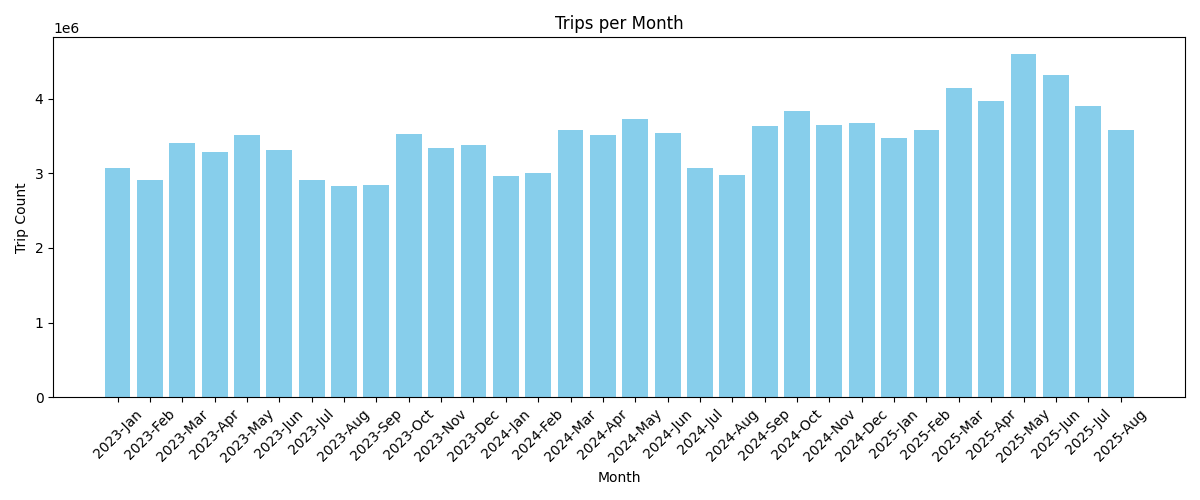 Trips per Month
1e6
4
3
2
1
0
Trip Count
2023-Jan
2023-Feb
2023-Mar
2023-Apr
2023-May
2023-Jun
2023-Jul
2023-Aug
2023-Sep
2023-Oct
2023-Nov
2023-Dec
2024-Jan
2024-Feb
2024-Mar
2024-Apr
2024-May
2024-Jun
2024-Jul
2024-Aug
2024-Sep
2024-Oct
2024-Nov
2024-Dec
2025-Jan
2025-Feb
2025-Mar
2025-Apr
2025-May
2025-Jun
2025-Jul
2025-Aug
Month